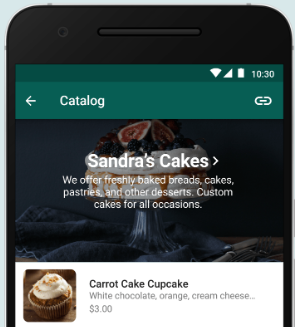 10:30
Catalog
Sandra's Cakes
We offer freshly baked breads, cakes,
pastries, and other desserts. Custom
cakes for all occasions.
Carrot Cake Cupcake
White chocolate, orange, cream cheese...
$3.00